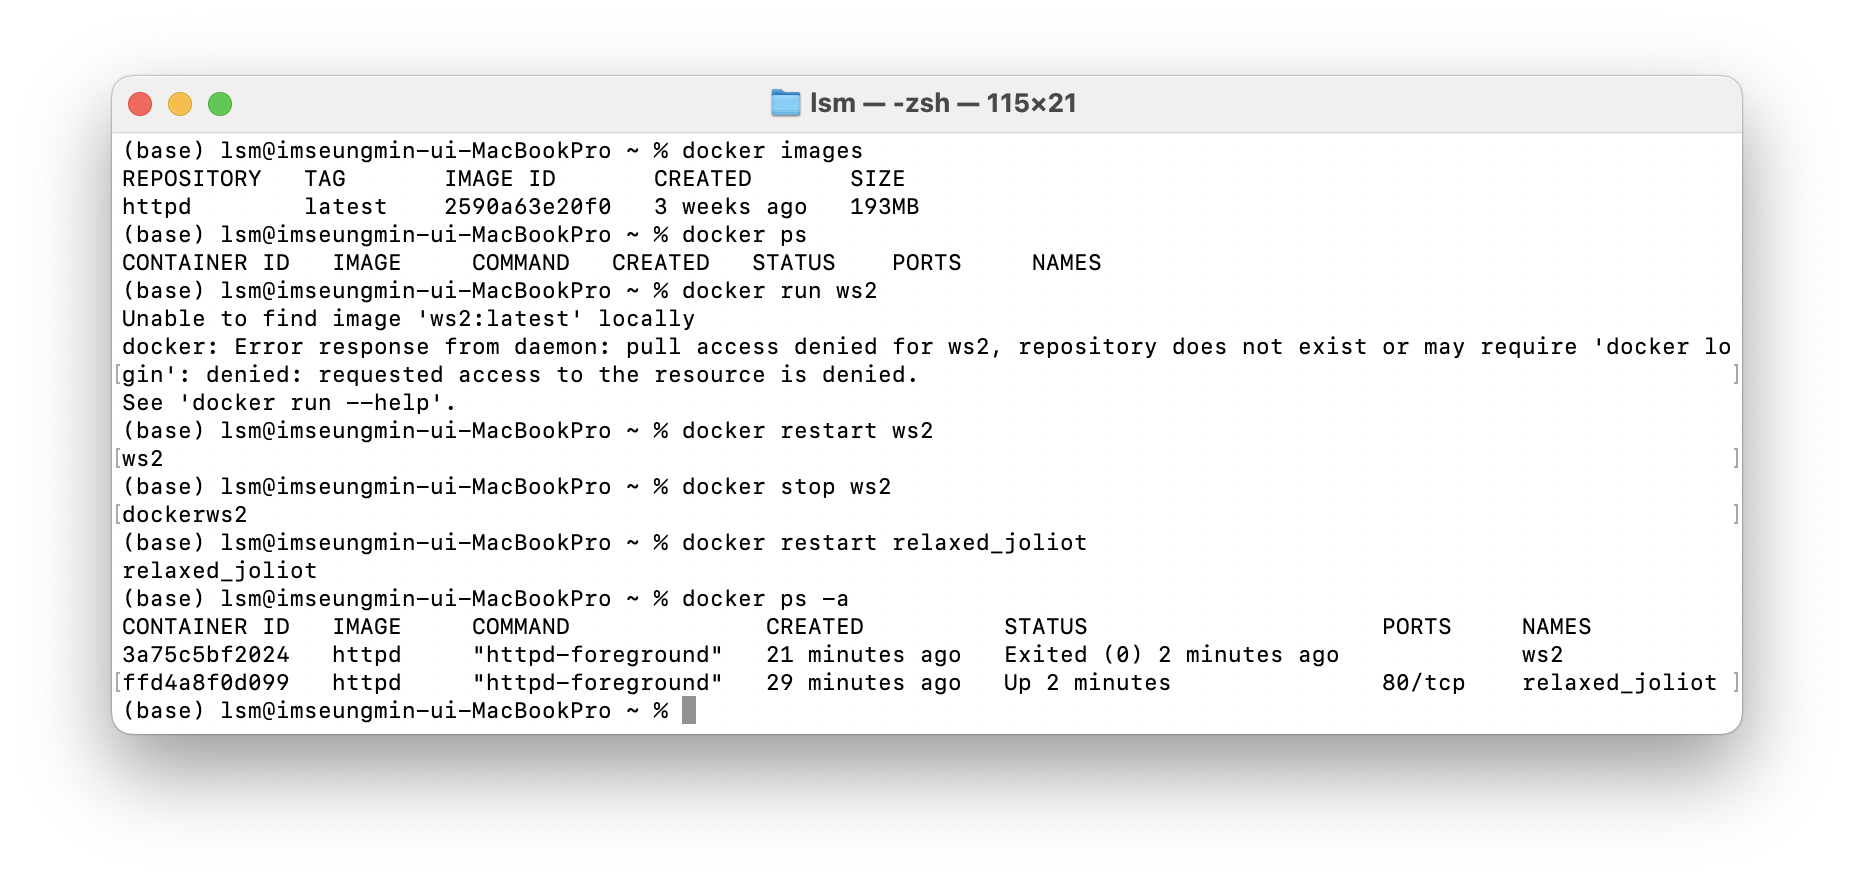 lsm — -zsh — 115×21
(base) lsm@imseungmin-ui-MacBookPro ~ % docker images
REPOSITORY   TAG       IMAGE ID       CREATED       SIZE
httpd        latest    2590a63e20f0   3 weeks ago   193MB
(base) lsm@imseungmin-ui-MacBookPro ~ % docker ps
CONTAINER ID   IMAGE     COMMAND   CREATED   STATUS    PORTS     NAMES
(base) lsm@imseungmin-ui-MacBookPro ~ % docker run ws2
Unable to find image 'ws2:latest' locally
docker: Error response from daemon: pull access denied for ws2, repository does not exist or may require 'docker lo
[gin': denied: requested access to the resource is denied. ]
See 'docker run --help'.
(base) lsm@imseungmin-ui-MacBookPro ~ % docker restart ws2
[ws2 ]
(base) lsm@imseungmin-ui-MacBookPro ~ % docker stop ws2
[dockerws2 ]
(base) lsm@imseungmin-ui-MacBookPro ~ % docker restart relaxed_joliot
relaxed_joliot
(base) lsm@imseungmin-ui-MacBookPro ~ % docker ps -a
CONTAINER ID   IMAGE     COMMAND              CREATED          STATUS                     PORTS     NAMES
3a75c5bf2024   httpd     "httpd-foreground"   21 minutes ago   Exited (0) 2 minutes ago             ws2
[ffd4a8f0d099   httpd     "httpd-foreground"   29 minutes ago   Up 2 minutes               80/tcp    relaxed_joliot ]
(base) lsm@imseungmin-ui-MacBookPro ~ %